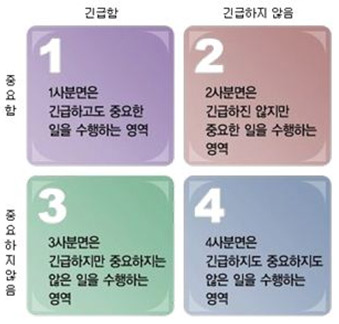 긴급함
긴급하지 않음
중요함
1
1사분면은
긴급하고도 중요한
일을 수행하는 영역
2
2사분면은
긴급하진 않지만
중요한 일을 수행하는
영역
중요하지않음
3
3사분면은
긴급하지만 중요하지는
않은 일을 수행하는
영역
4
4사분면은
긴급하지도 중요하지도
않은 일을 수행하는
영역